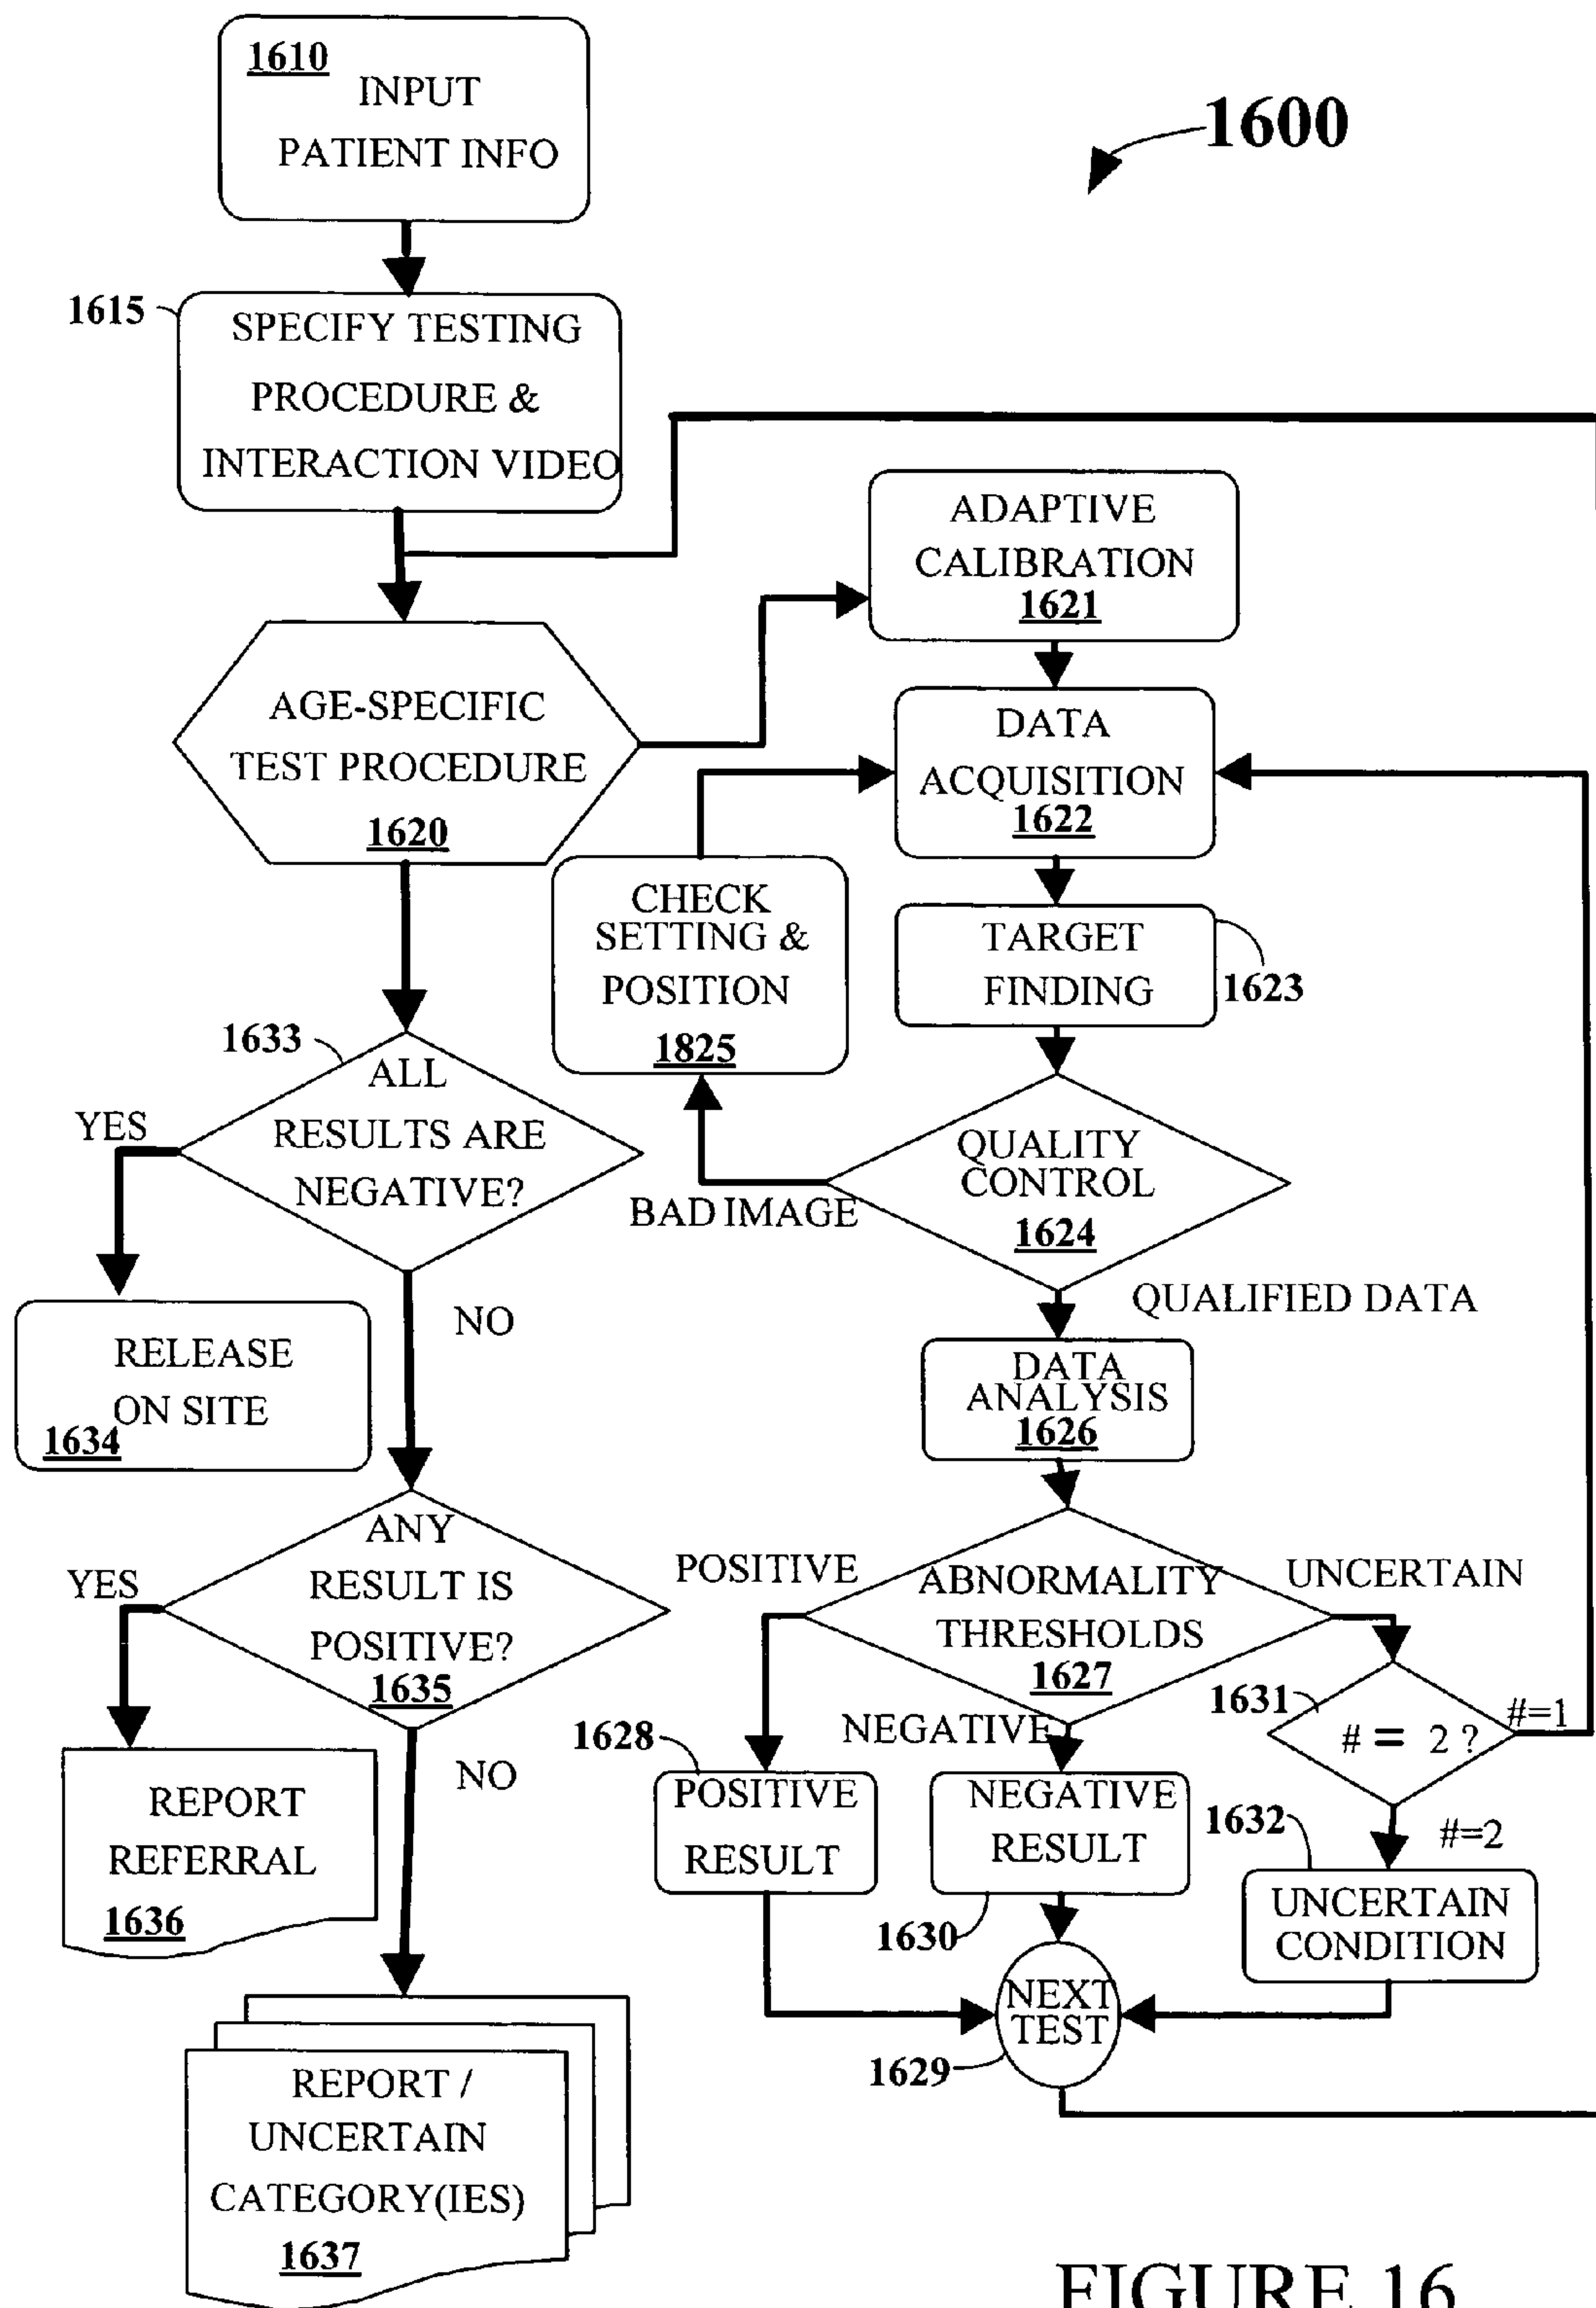 1610
INPUT
PATIENT INFO
1600
1615
SPECIFY TESTING
PROCEDURE &
INTERACTION VIDEO
ADAPTIVE
CALIBRATION
1621
AGE-SPECIFIC
TEST PROCEDURE
1620
DATA
ACQUISITION
1622
CHECK
SETTING &
POSITION
1825
TARGET
FINDING
1623
1633
ALL
RESULTS ARE
NEGATIVE?
YES
NO
QUALITY
CONTROL
1624
BAD IMAGE
QUALIFIED DATA
RELEASE
ON SITE
1634
DATA
ANALYSIS
1626
ANY
RESULT IS
POSITIVE?
1635
YES
NO
POSITIVE
ABNORMALITY
THRESHOLDS
1627
UNCERTAIN
NEGATIVE
1631
# = 2 ?
#=1
#=2
1628
POSITIVE
RESULT
NEGATIVE
RESULT
1630
1632
UNCERTAIN
CONDITION
REPORT
REFERRAL
1636
NEXT
TEST
1629
REPORT /
UNCERTAIN
CATEGORY(IES)
1637
FIGURE 16